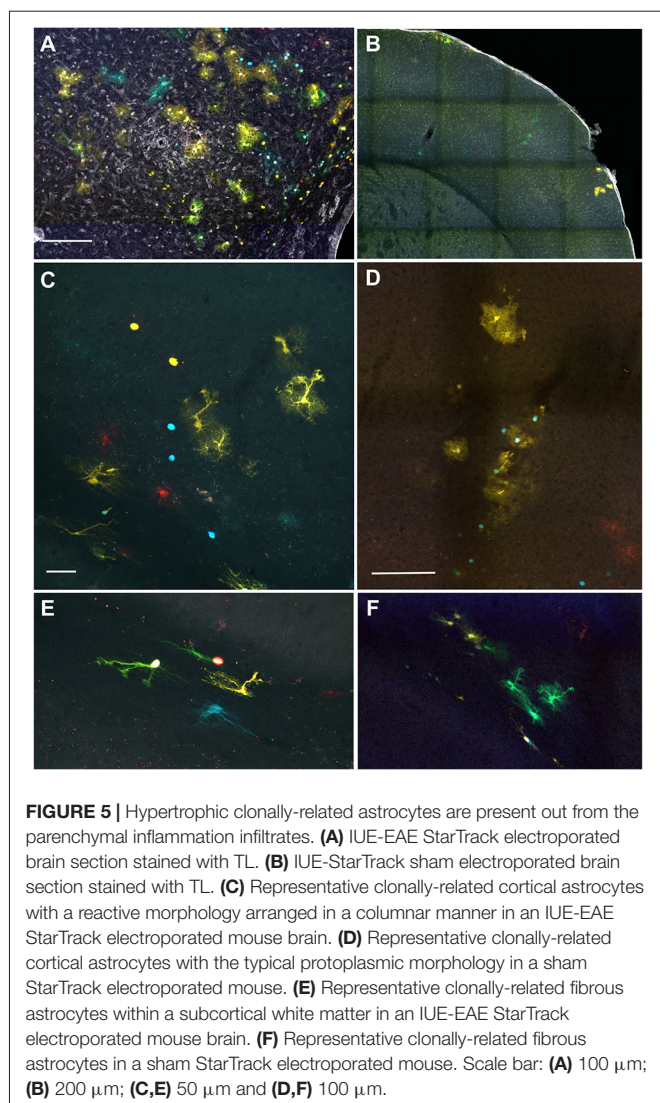 A
B
C
D
E
F
FIGURE 5 | Hypertrophic clonally-related astrocytes are present out from the
parenchymal inflammation infiltrates. (A) IUE-EAE StarTrack electroporated
brain section stained with TL. (B) IUE-StarTrack sham electroporated brain
section stained with TL. (C) Representative clonally-related cortical astrocytes
with a reactive morphology arranged in a columnar manner in an IUE-EAE
StarTrack electroporated mouse brain. (D) Representative clonally-related
cortical astrocytes with the typical protoplasmic morphology in a sham
StarTrack electroporated mouse. (E) Representative clonally-related fibrous
astrocytes within a subcortical white matter in an IUE-EAE StarTrack
electroporated mouse brain. (F) Representative clonally-related fibrous
astrocytes in a sham StarTrack electroporated mouse. Scale bar: (A) 100 μm;
(B) 200 μm; (C,E) 50 μm and (D,F) 100 μm.